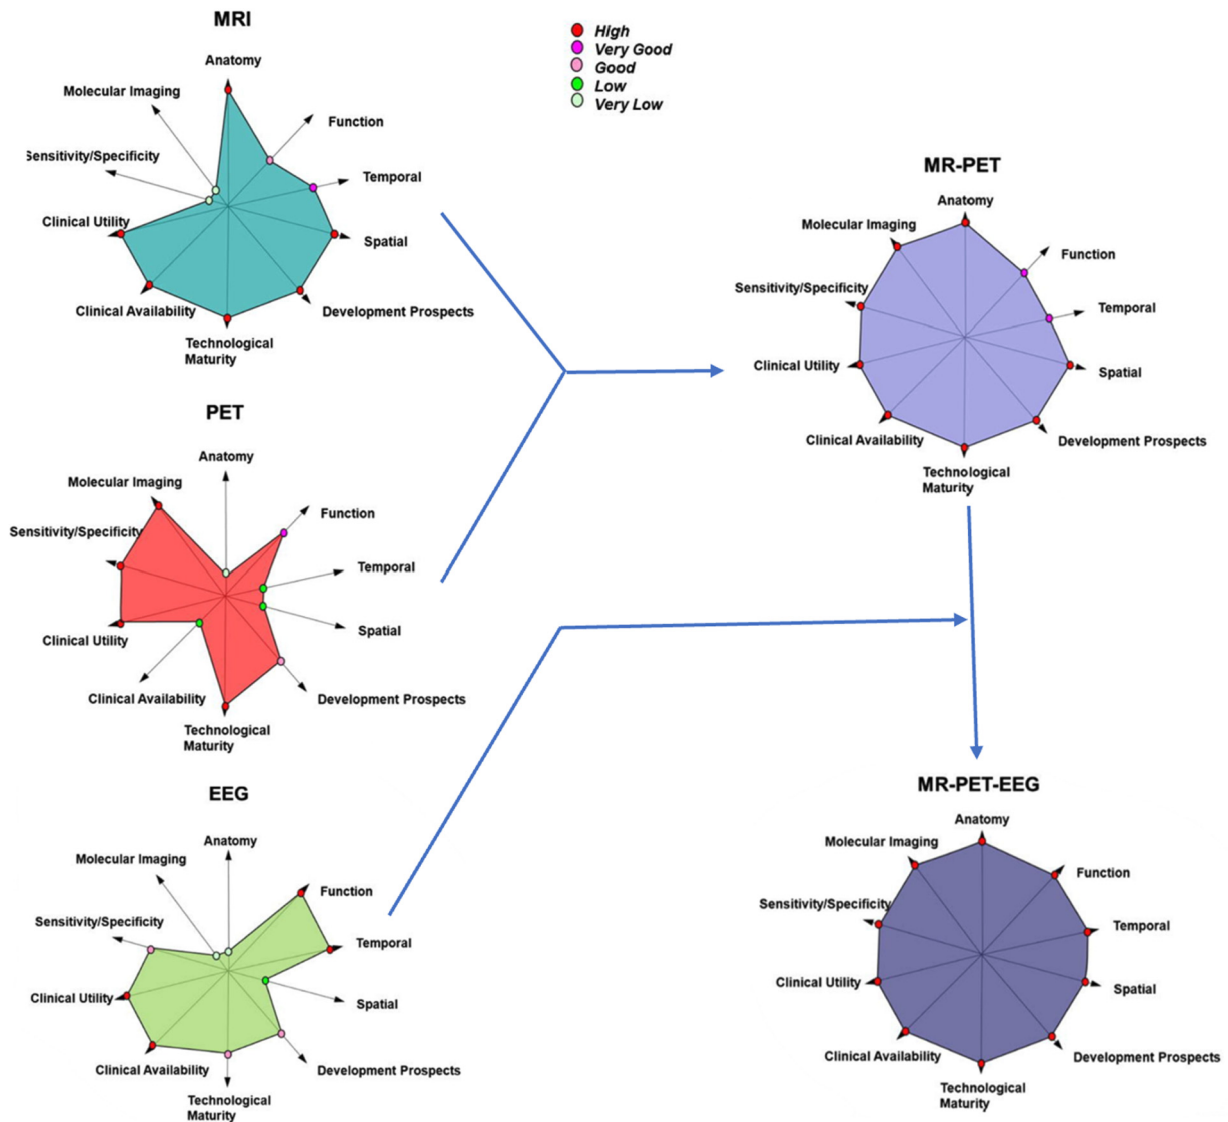 MRI
Anatomy
Molecular Imaging
Function
Sensitivity/Specificity
Temporal
Clinical Utility
Spatial
Clinical Availability
Development Prospects
Technological
Maturity
High
Very Good
Good
Low
Very Low
PET
Anatomy
Molecular Imaging
Function
Sensitivity/Specificity
Temporal
Clinical Utility
Spatial
Clinical Availability
Development Prospects
Technological
Maturity
EEG
Anatomy
Molecular Imaging
Function
Sensitivity/Specificity
Temporal
Clinical Utility
Spatial
Clinical Availability
Development Prospects
Technological
Maturity
MR-PET
Anatomy
Molecular Imaging
Function
Sensitivity/Specificity
Temporal
Clinical Utility
Spatial
Clinical Availability
Development Prospects
Technological
Maturity
MR-PET-EEG
Anatomy
Molecular Imaging
Function
Sensitivity/Specificity
Temporal
Clinical Utility
Spatial
Clinical Availability
Development Prospects
Technological
Maturity